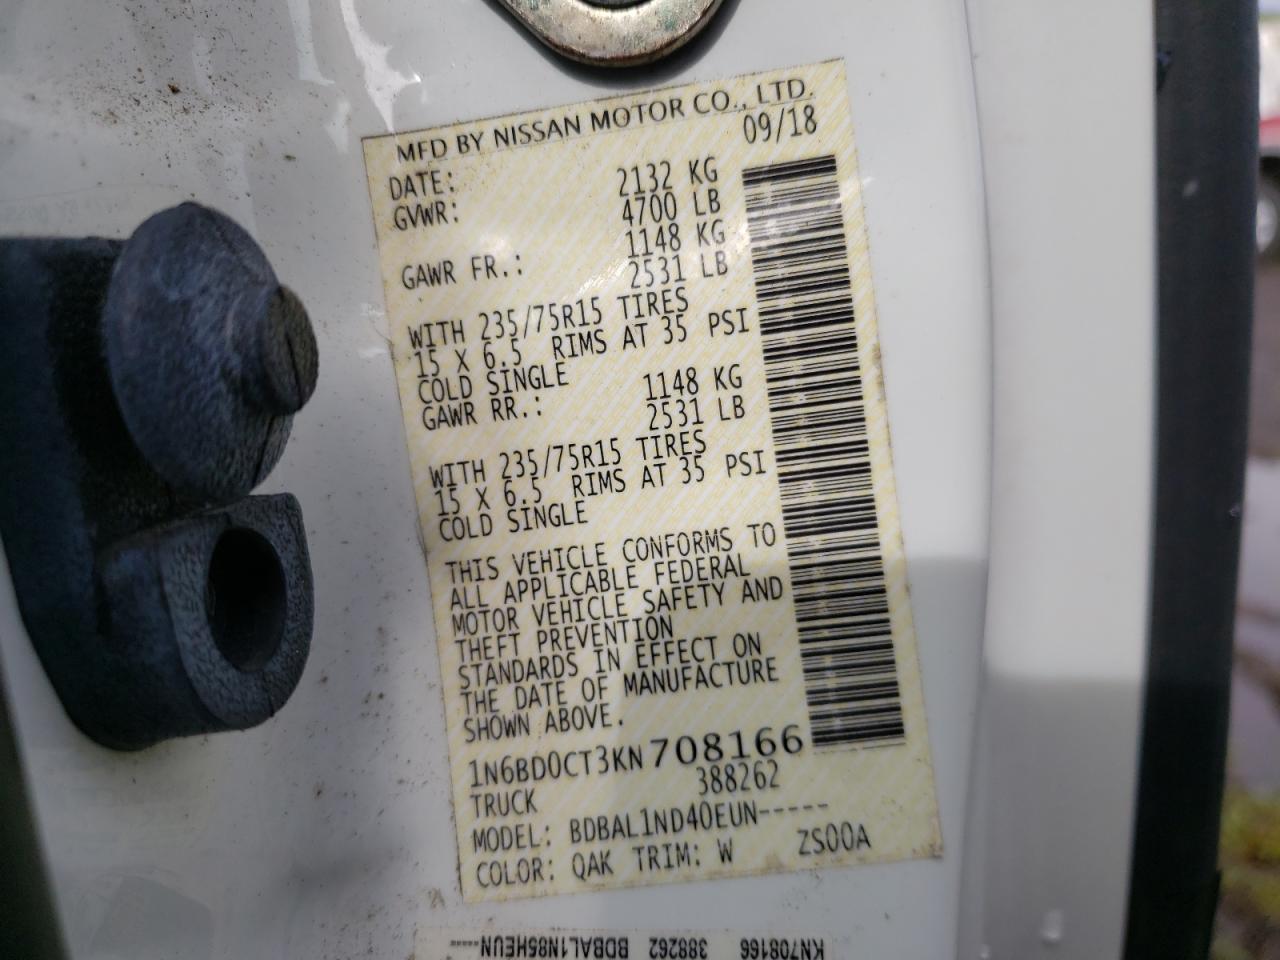 MFD BY NISSAN MOTOR CO., LTD.
DATE: 09/18
GVWR: 2132 KG
4700 LB
GAWR FR.: 1148 KG
2531 LB
WITH 235/75R15 TIRES
15 X 6.5 RIMS AT 35 PSI
COLD SINGLE
GAWR RR.: 1148 KG
2531 LB
WITH 235/75R15 TIRES
15 X 6.5 RIMS AT 35 PSI
COLD SINGLE
THIS VEHICLE CONFORMS TO
ALL APPLICABLE FEDERAL
MOTOR VEHICLE SAFETY AND
THEFT PREVENTION
STANDARDS IN EFFECT ON
THE DATE OF MANUFACTURE
SHOWN ABOVE.
1N6BD0CT3KN708166
TRUCK 388262
MODEL: BDBAL1ND40EUN-----
COLOR: QAK TRIM: W ZS00A
KN708166 388262 BDBAL1N85HEUN-----